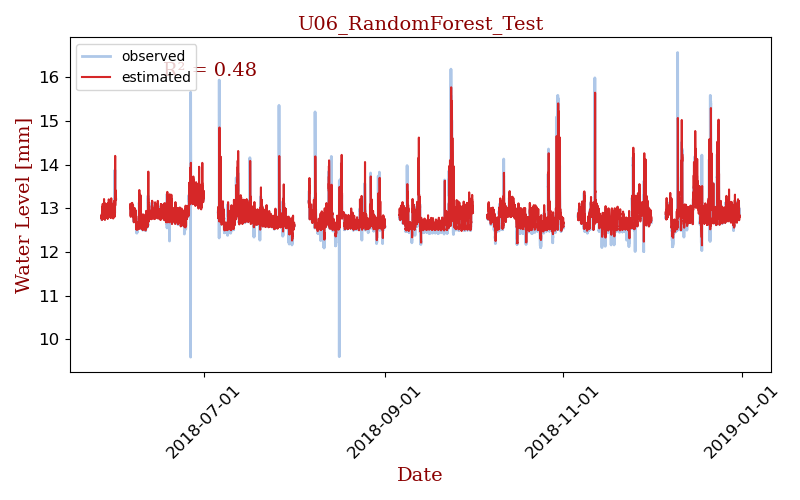 U06_RandomForest_Test
observed
estimated
R² = 0.48
Water Level [mm]
16
15
14
13
12
11
10
2018-07-01
2018-09-01
2018-11-01
2019-01-01
Date